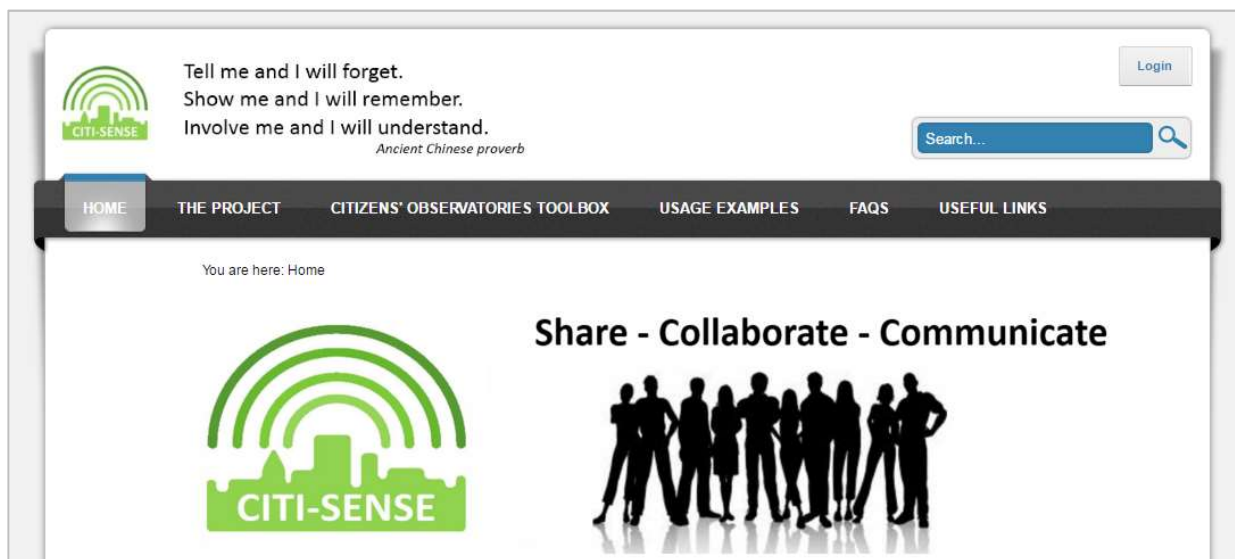 CITI-SENSE
Tell me and I will forget.
Show me and I will remember.
Involve me and I will understand.
Ancient Chinese proverb
Login
Search...
HOME THE PROJECT CITIZENS' OBSERVATORIES TOOLBOX USAGE EXAMPLES FAQS USEFUL LINKS
You are here: Home
Share - Collaborate - Communicate
CITI-SENSE